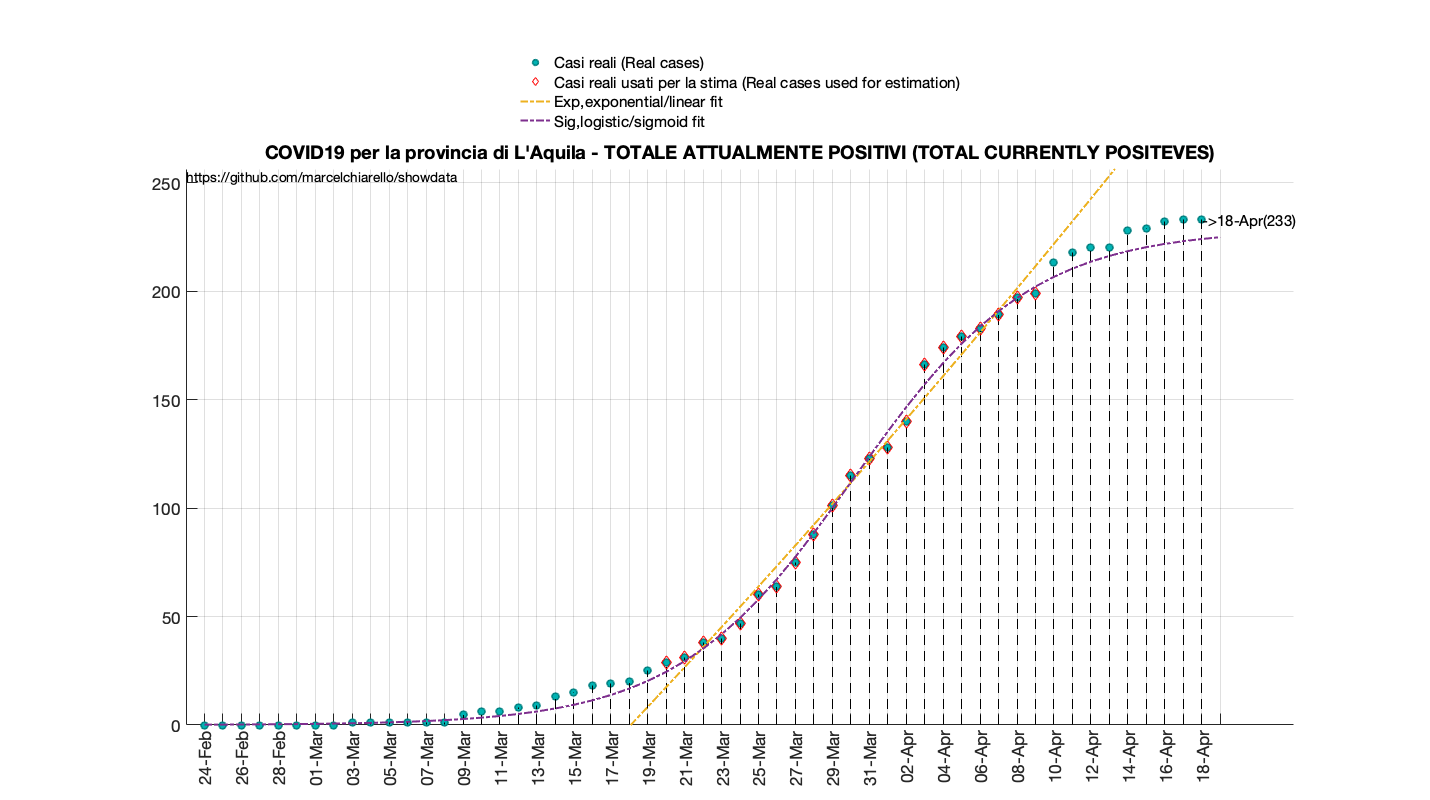 Casi reali (Real cases)
Casi reali usati per la stima (Real cases used for estimation)
Exp,exponential/linear fit
Sig,logistic/sigmoid fit
COVID19 per la provincia di L'Aquila - TOTALE ATTUALMENTE POSITIVI (TOTAL CURRENTLY POSITEVES)
https://github.com/marcelchiarello/showdata
250
->18-Apr(233)
200
150
100
50
0
24-Feb
26-Feb
28-Feb
01-Mar
03-Mar
05-Mar
07-Mar
09-Mar
11-Mar
13-Mar
15-Mar
17-Mar
19-Mar
21-Mar
23-Mar
25-Mar
27-Mar
29-Mar
31-Mar
02-Apr
04-Apr
06-Apr
08-Apr
10-Apr
12-Apr
14-Apr
16-Apr
18-Apr